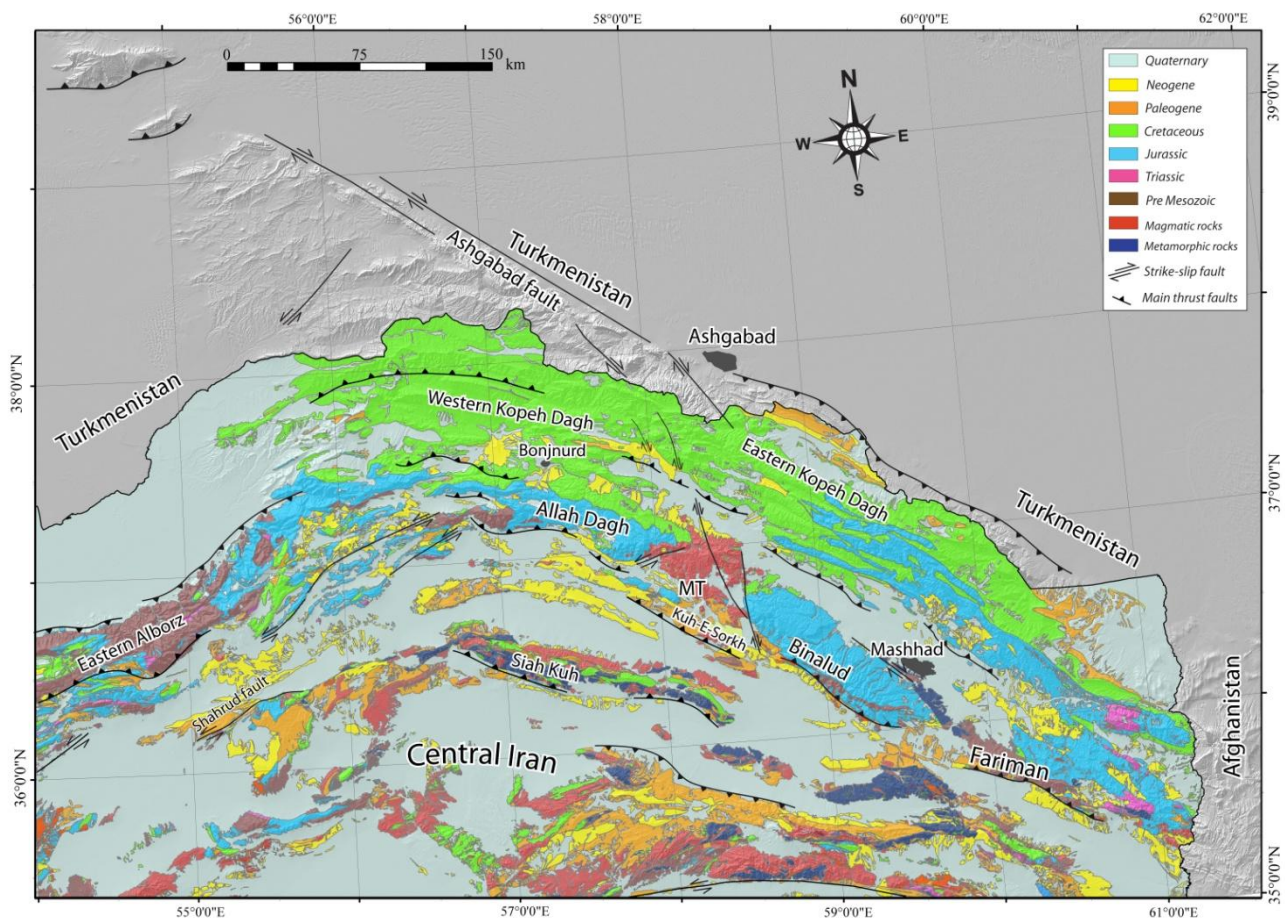 56°0'0"E
58°0'0"E
60°0'0"E
62°0'0"E
0
75
150
km
N
W
E
S
Quaternary
Neogene
Paleogene
Cretaceous
Jurassic
Triassic
Pre Mesozoic
Magmatic rocks
Metamorphic rocks
Strike-slip fault
Main thrust faults
39°0'0"N
Turkmenistan
Ashgabad fault
Ashgabad
38°0'0"N
Turkmenistan
Western Kopeh Dagh
Bonjnurd
Eastern Kopeh Dagh
37°0'0"N
Turkmenistan
Allah Dagh
MT
Kuh-E-Sorkh
Binalud
Mashhad
Eastern Alborz
Siah Kuh
Shahrud fault
Afghanistan
Central Iran
Fariman
36°0'0"N
35°0'0"N
55°0'0"E
57°0'0"E
59°0'0"E
61°0'0"E